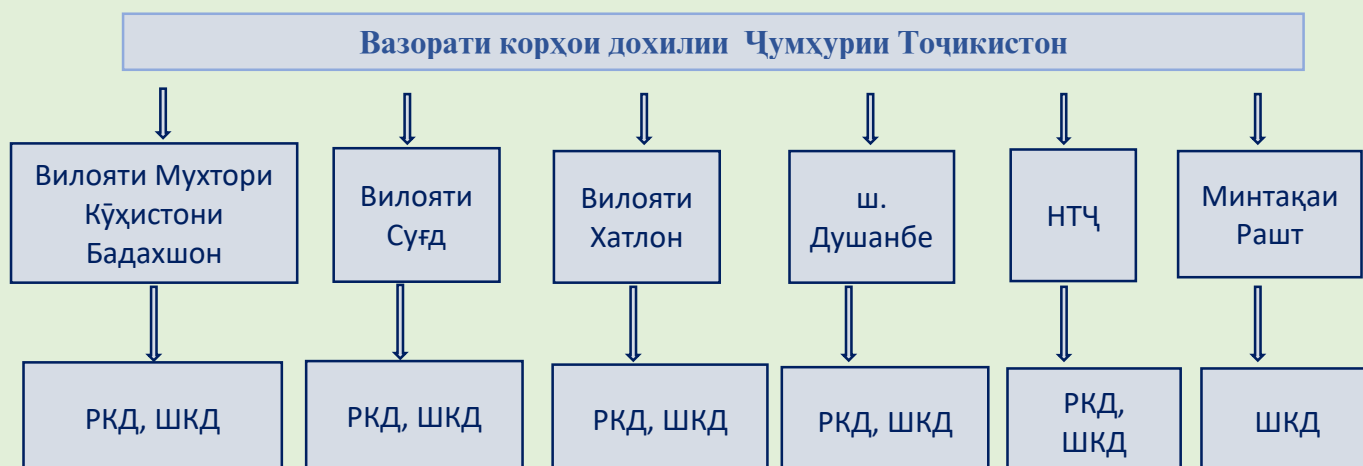 Вазорати корҳои дохилии Ҷумҳурии Тоҷикистон
Вилояти Мухтори
Кӯҳистони
Бадахшон
Вилояти
Суғд
Вилояти
Хатлон
ш.
Душанбе
НТҶ
Минтақаи
Рашт
РКД, ШКД
РКД, ШКД
РКД, ШКД
РКД, ШКД
РКД,
ШКД
ШКД